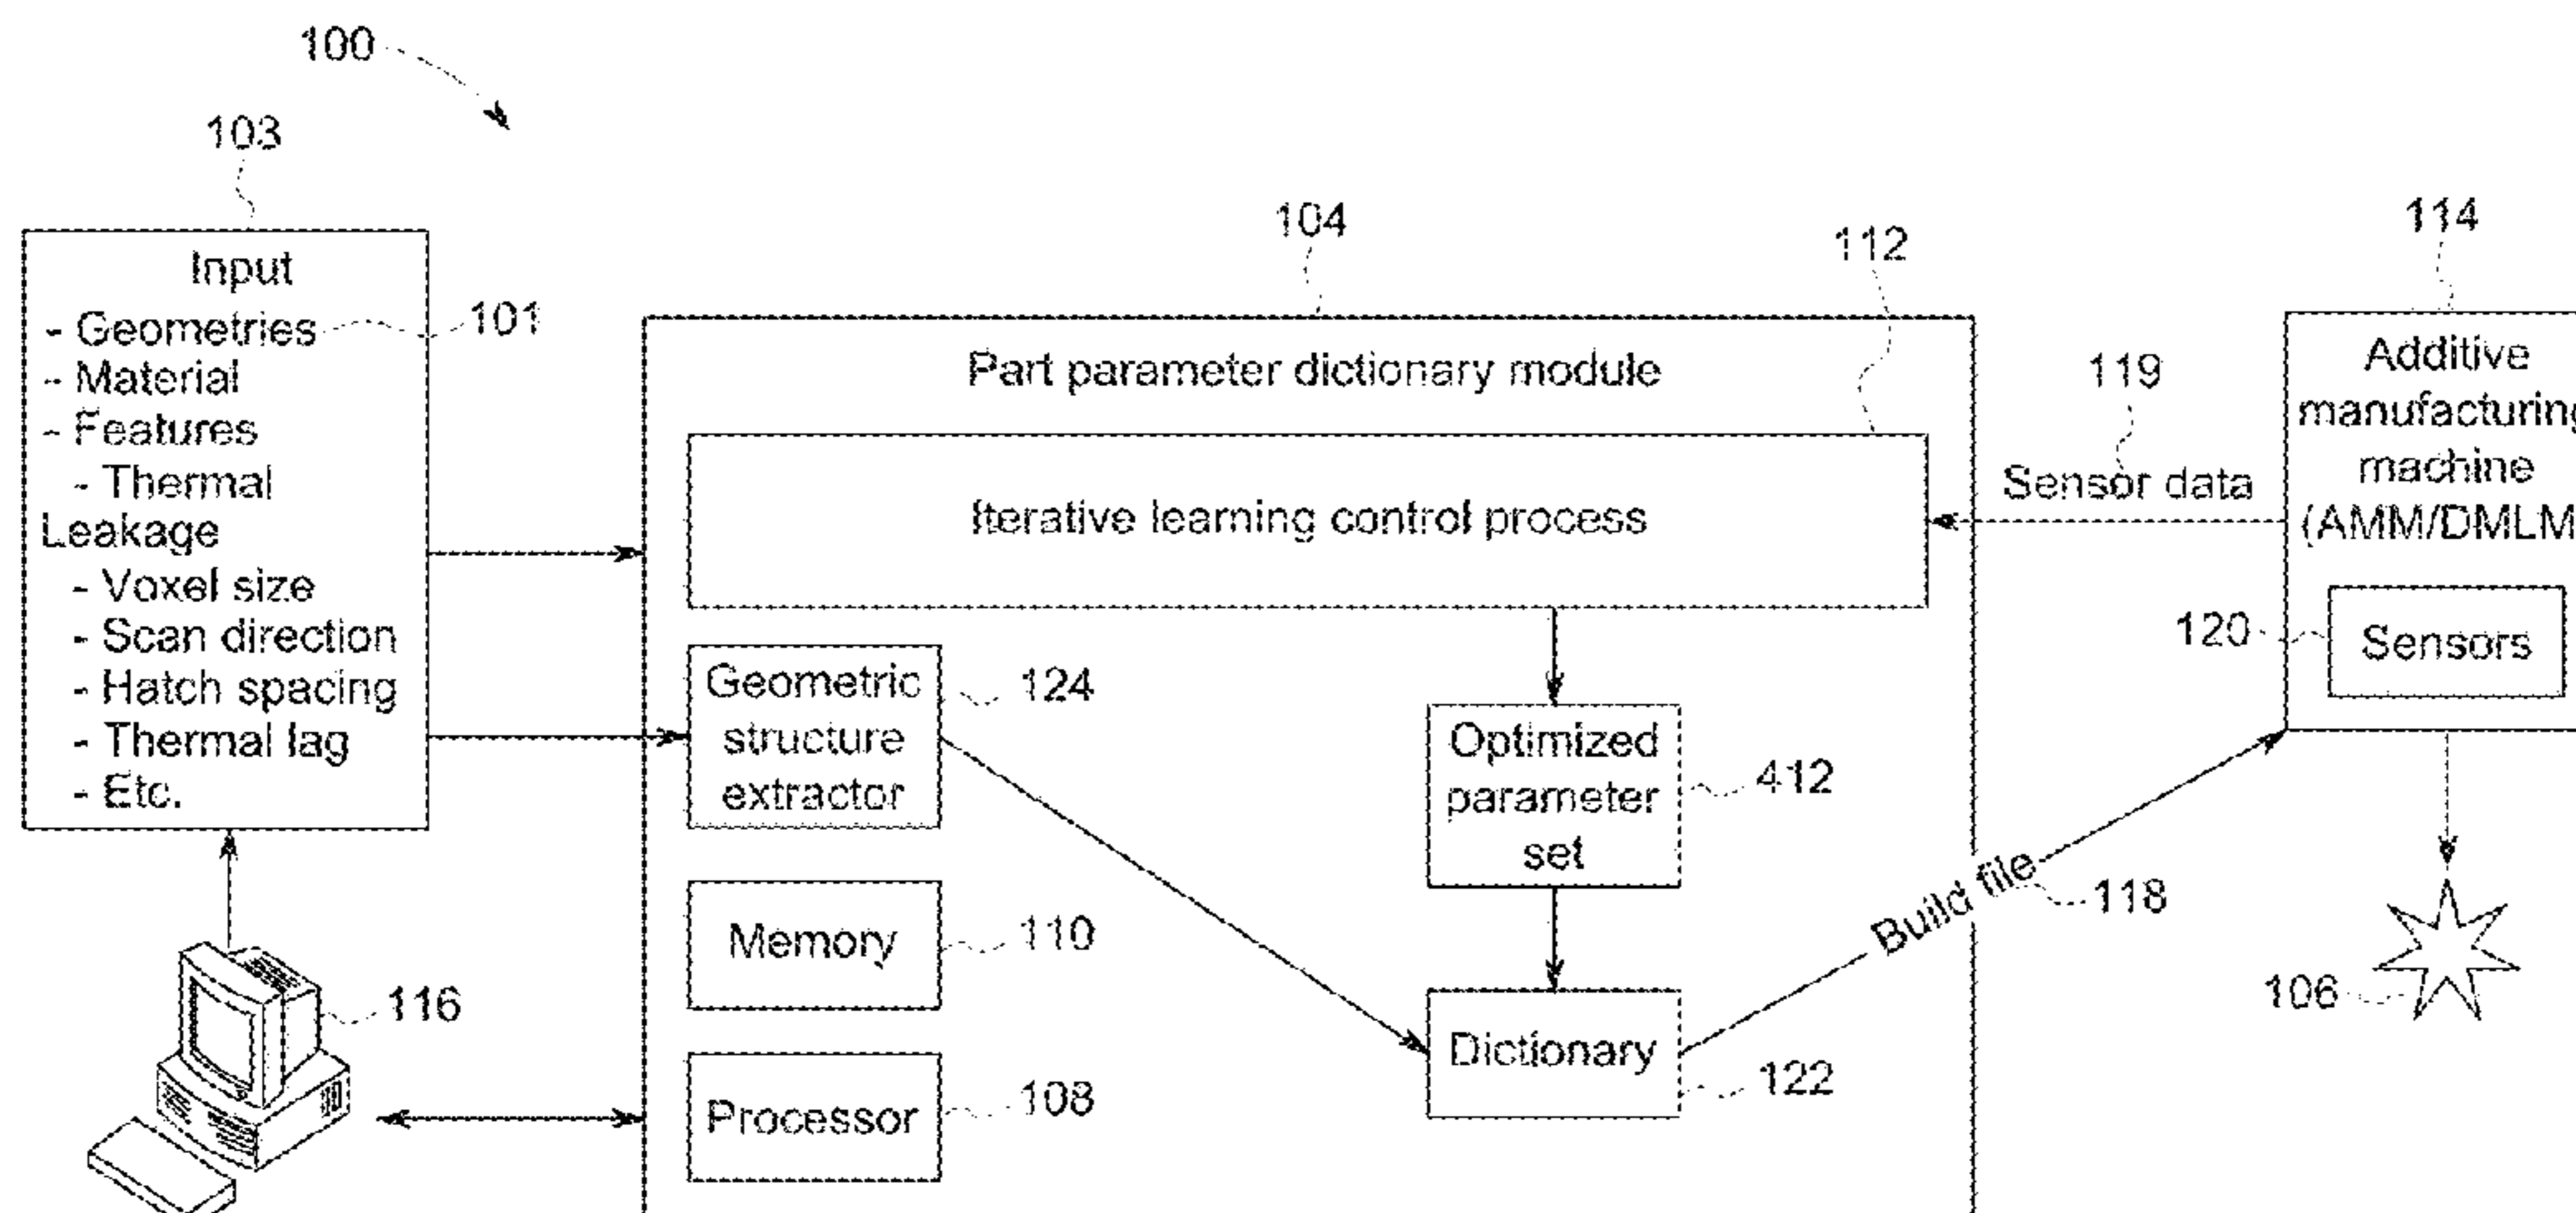 100
103
Input
- Geometries
101
- Material
- Features
- Thermal
Leakage
- Voxel size
- Scan direction
- Hatch spacing
- Thermal lag
- Etc.
116
104
112
Part parameter dictionary module
Iterative learning control process
Geometric
structure
extractor
124
Memory
110
Processor
108
Optimized
parameter
set
412
Dictionary
122
119
Sensor data
Build file
118
114
Additive
manufacturing
machine
(AMM/DMLM
120
Sensors
106